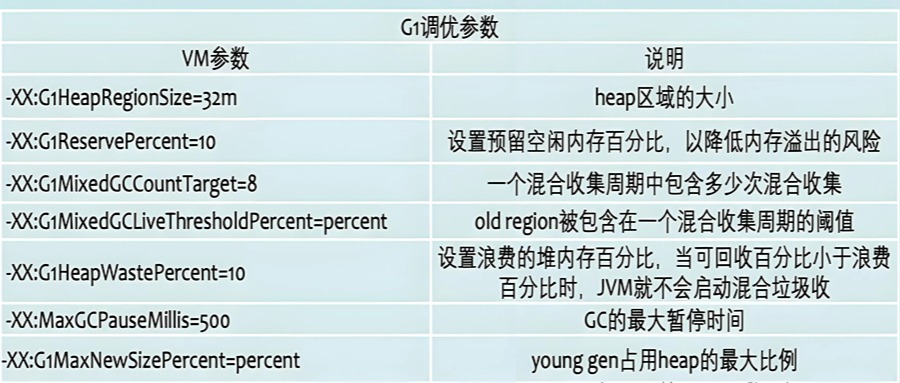 G1调优参数
VM参数 说明
-XX:G1HeapRegionSize=32m heap区域的大小
-XX:G1ReservePercent=10 设置预留空闲内存百分比，以降低内存溢出的风险
-XX:G1MixedGCCountTarget=8 一个混合收集周期中包含多少次混合收集
-XX:G1MixedGCLiveThresholdPercent=percent old region被包含在一个混合收集周期的阈值
-XX:G1HeapWastePercent=10 设置浪费的堆内存百分比，当可回收百分比小于浪费
百分比时，JVM就不会启动混合垃圾收
-XX:MaxGCPauseMillis=500 GC的最大暂停时间
-XX:G1MaxNewSizePercent=percent young gen占用heap的最大比例